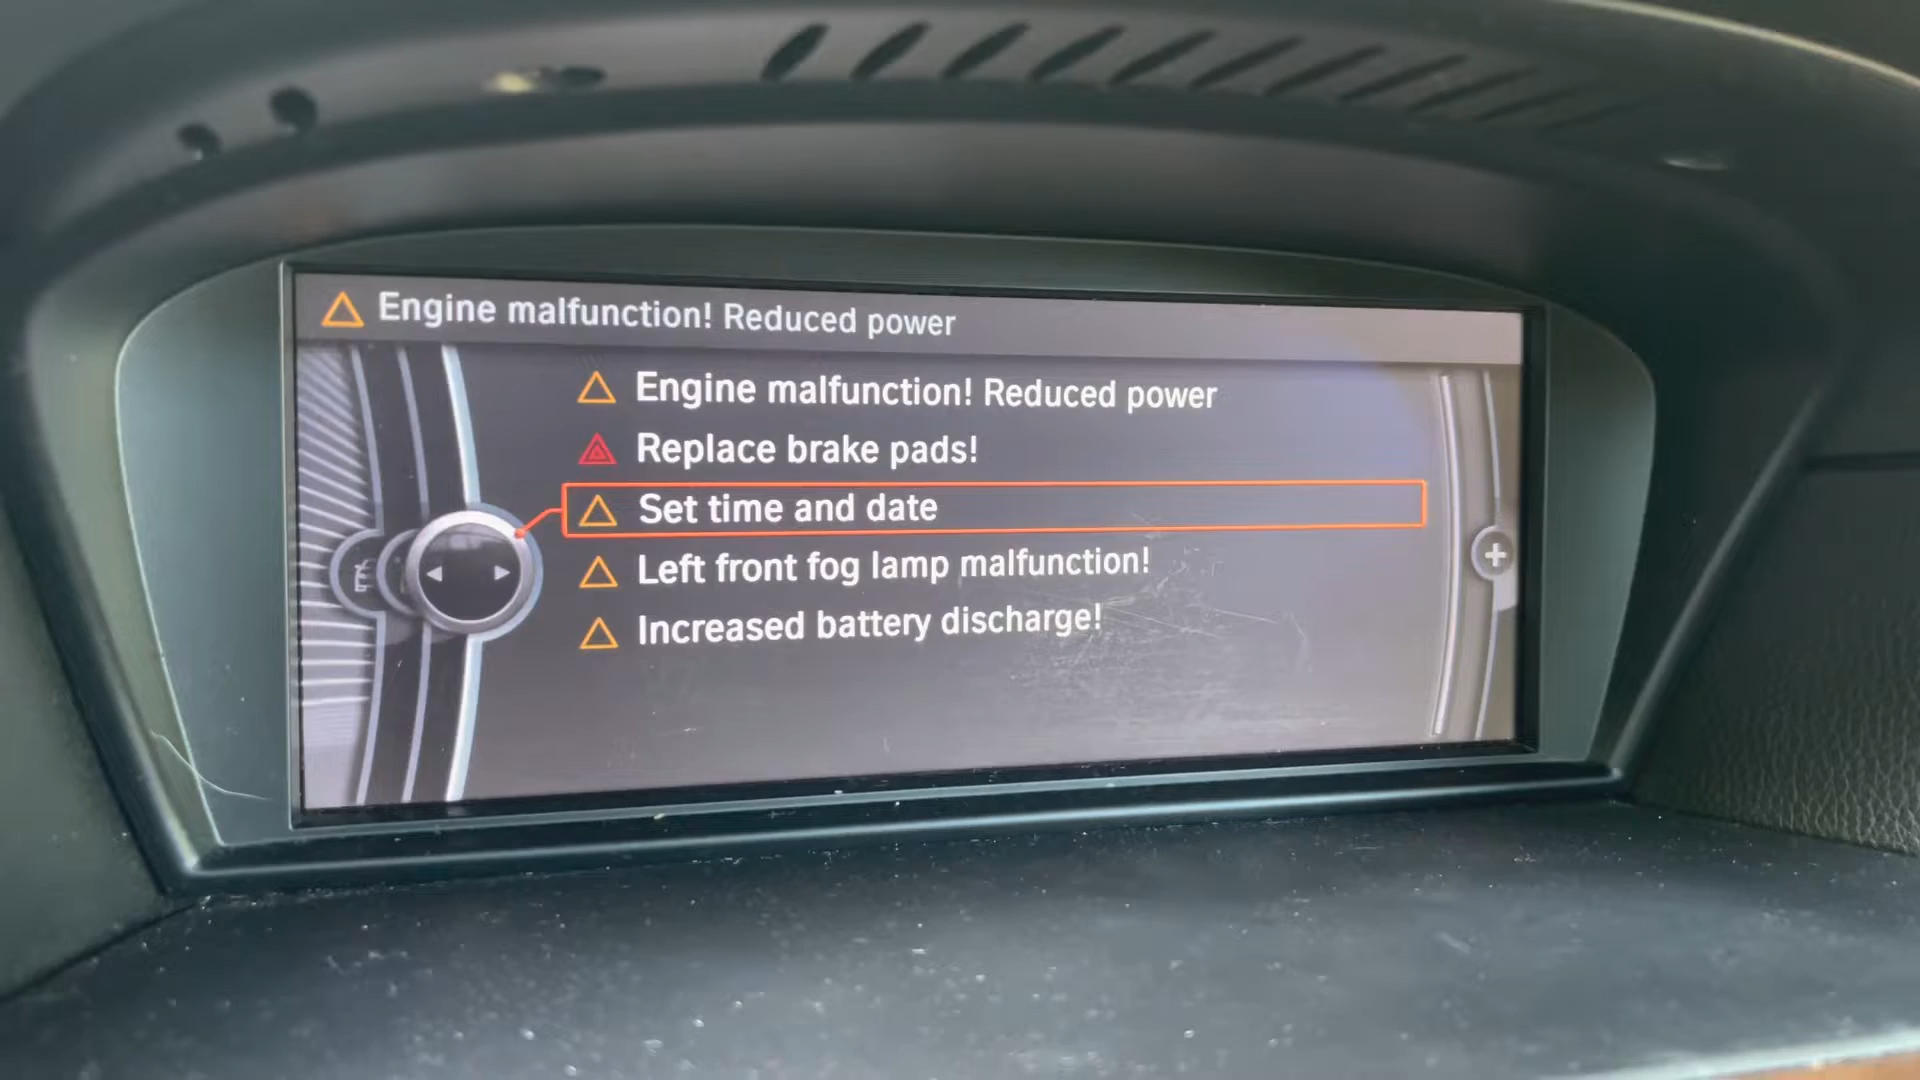 Engine malfunction! Reduced power
Engine malfunction! Reduced power
Replace brake pads!
Set time and date
Left front fog lamp malfunction!
Increased battery discharge!